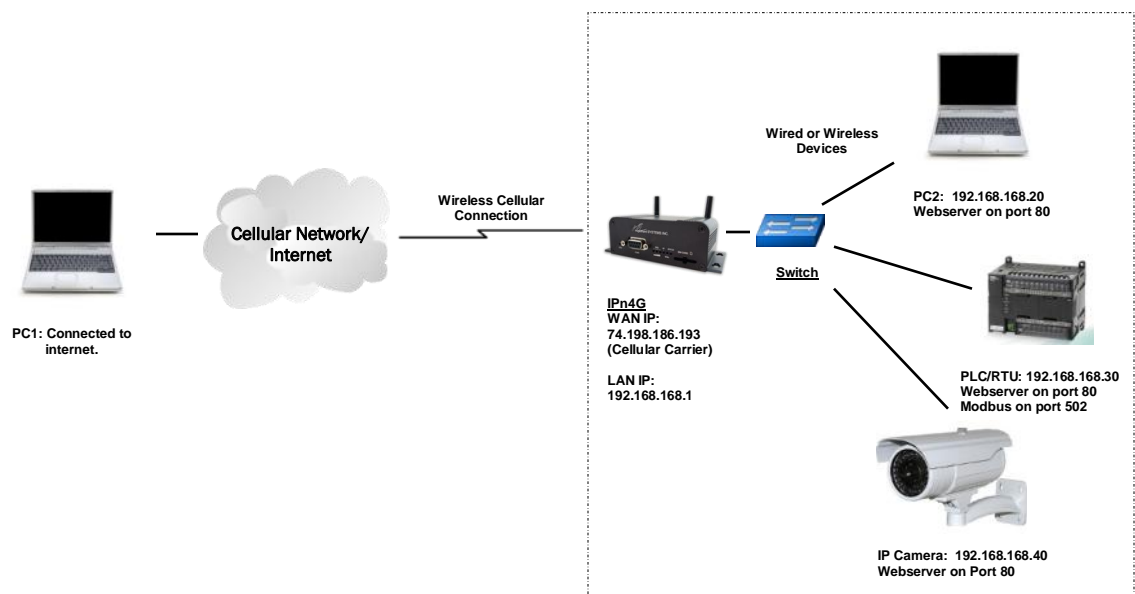 Wired or Wireless
Devices
PC2: 192.168.168.20
Webserver on port 80
Wireless Cellular
Connection
Cellular Network/
Internet
Switch
PC1: Connected to
internet.
IPn4G
WAN IP:
74.198.186.193
(Cellular Carrier)
LAN IP:
192.168.168.1
PLC/RTU: 192.168.168.30
Webserver on port 80
Modbus on port 502
IP Camera: 192.168.168.40
Webserver on Port 80